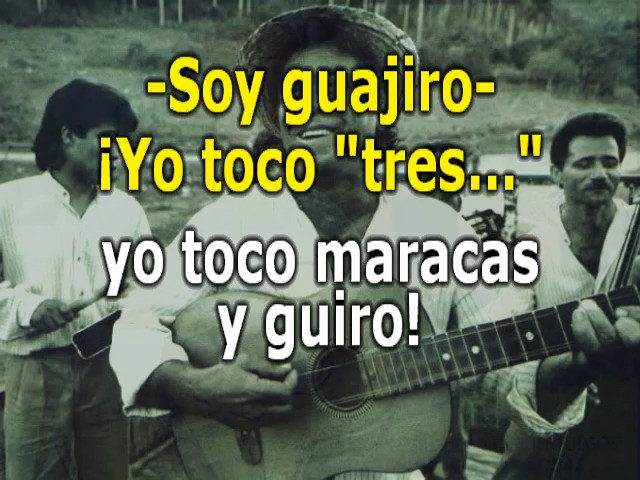 -Soy guajiro-
¡Yo toco "tres..."
yo toco maracas
y guiro!